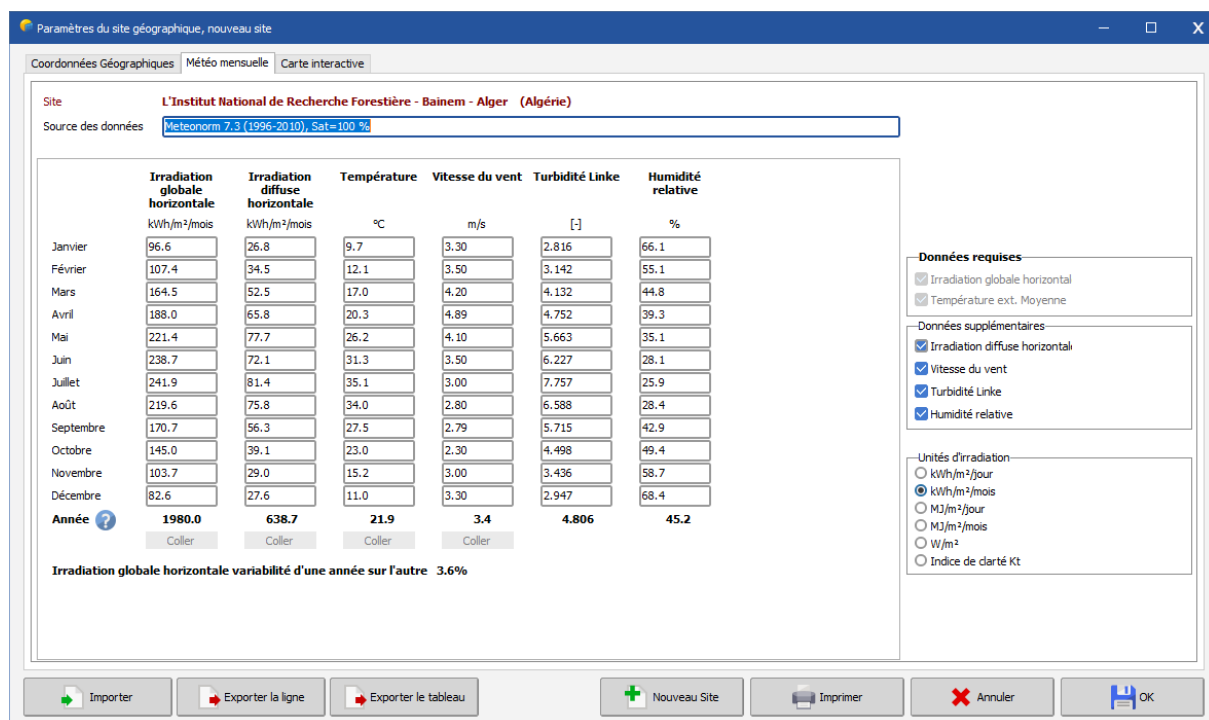 Paramètres du site géographique, nouveau site
Coordonnées Géographiques Météo mensuelle Carte interactive
Site L'Institut National de Recherche Forestière - Bainem - Alger (Algérie)
Source des données Meteonorm 7.3 (1996-2010), Sat=100 %
Irradiation globale horizontale Irradiation diffuse horizontale Température Vitesse du vent Turbidité Linke Humidité relative
kWh/m²/mois kWh/m²/mois °C m/s [-] %
Janvier 96.6 26.8 9.7 3.30 2.816 66.1
Février 107.4 34.5 12.1 3.50 3.142 55.1
Mars 164.5 52.5 17.0 4.20 4.132 44.8
Avril 188.0 65.8 20.3 4.89 4.752 39.3
Mai 221.4 77.7 26.2 4.10 5.663 35.1
Juin 238.7 72.1 31.3 3.50 6.227 28.1
Juillet 241.9 81.4 35.1 3.00 7.757 25.9
Août 219.6 75.8 34.0 2.80 6.588 28.4
Septembre 170.7 56.3 27.5 2.79 5.715 42.9
Octobre 145.0 39.1 23.0 2.30 4.498 49.4
Novembre 103.7 29.0 15.2 3.00 3.436 58.7
Décembre 82.6 27.6 11.0 3.30 2.947 68.4
Année ? 1980.0 638.7 21.9 3.4 4.806 45.2
Coller Coller Coller Coller
Irradiation globale horizontale variabilité d'une année sur l'autre 3.6%
Données requises
Irradiation globale horizontal
Température ext. Moyenne
Données supplémentaires
Irradiation diffuse horizontale
Vitesse du vent
Turbidité Linke
Humidité relative
Unités d'irradiation
kWh/m²/jour
kWh/m²/mois
MJ/m²/jour
MJ/m²/mois
W/m²
Indice de clarté Kt
Importer Exporter la ligne Exporter le tableau Nouveau Site Imprimer Annuler OK